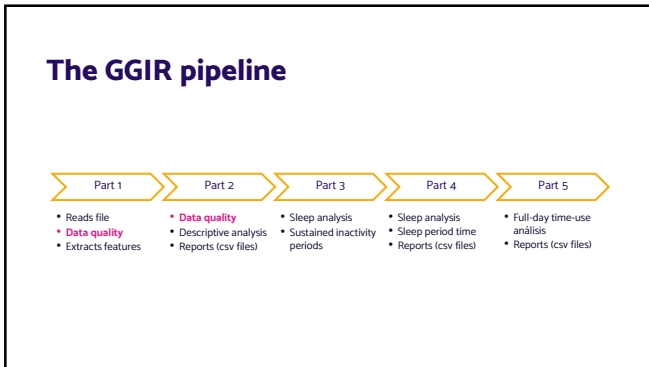 The GGIR pipeline
Part 1
• Reads file
• Data quality
• Extracts features
Part 2
• Data quality
• Descriptive analysis
• Reports (csv files)
Part 3
• Sleep analysis
• Sustained inactivity
periods
Part 4
• Sleep analysis
• Sleep period time
• Reports (csv files)
Part 5
• Full-day time-use
análisis
• Reports (csv files)